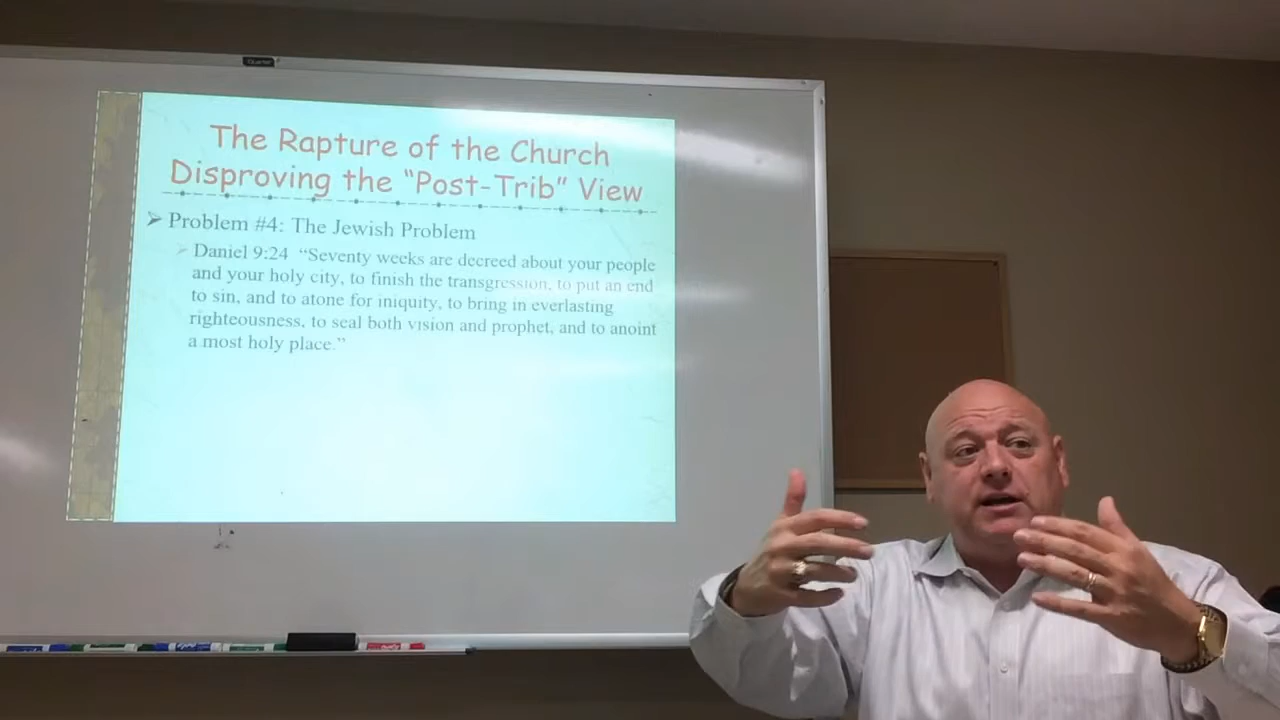 The Rapture of the Church
Disproving the “Post-Trib” View
Problem #4: The Jewish Problem
Daniel 9:24 “Seventy weeks are decreed about your people
and your holy city, to finish the transgression, to put an end
to sin, and to atone for iniquity, to bring in everlasting
righteousness, to seal both vision and prophet, and to anoint
a most holy place.”